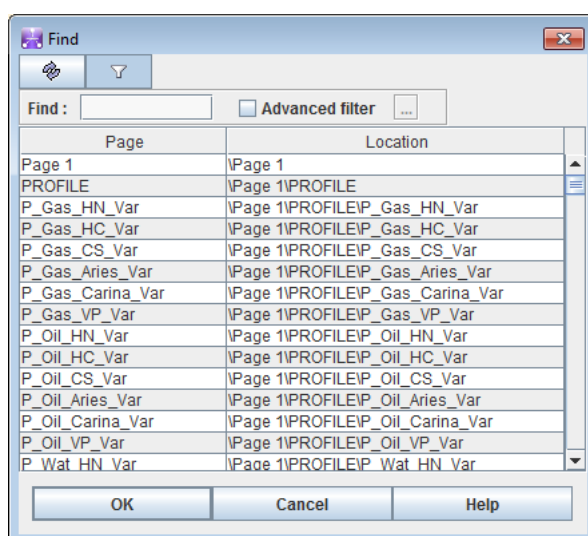 Find
Find : Advanced filter ...
Page Location
Page 1 \Page 1
PROFILE \Page 1\PROFILE
P_Gas_HN_Var \Page 1\PROFILE\P_Gas_HN_Var
P_Gas_HC_Var \Page 1\PROFILE\P_Gas_HC_Var
P_Gas_CS_Var \Page 1\PROFILE\P_Gas_CS_Var
P_Gas_Aries_Var \Page 1\PROFILE\P_Gas_Aries_Var
P_Gas_Carina_Var \Page 1\PROFILE\P_Gas_Carina_Var
P_Gas_VP_Var \Page 1\PROFILE\P_Gas_VP_Var
P_Oil_HN_Var \Page 1\PROFILE\P_Oil_HN_Var
P_Oil_HC_Var \Page 1\PROFILE\P_Oil_HC_Var
P_Oil_CS_Var \Page 1\PROFILE\P_Oil_CS_Var
P_Oil_Aries_Var \Page 1\PROFILE\P_Oil_Aries_Var
P_Oil_Carina_Var \Page 1\PROFILE\P_Oil_Carina_Var
P_Oil_VP_Var \Page 1\PROFILE\P_Oil_VP_Var
P_Wat_HN_Var \Page 1\PROFILE\P_Wat_HN_Var
OK Cancel Help